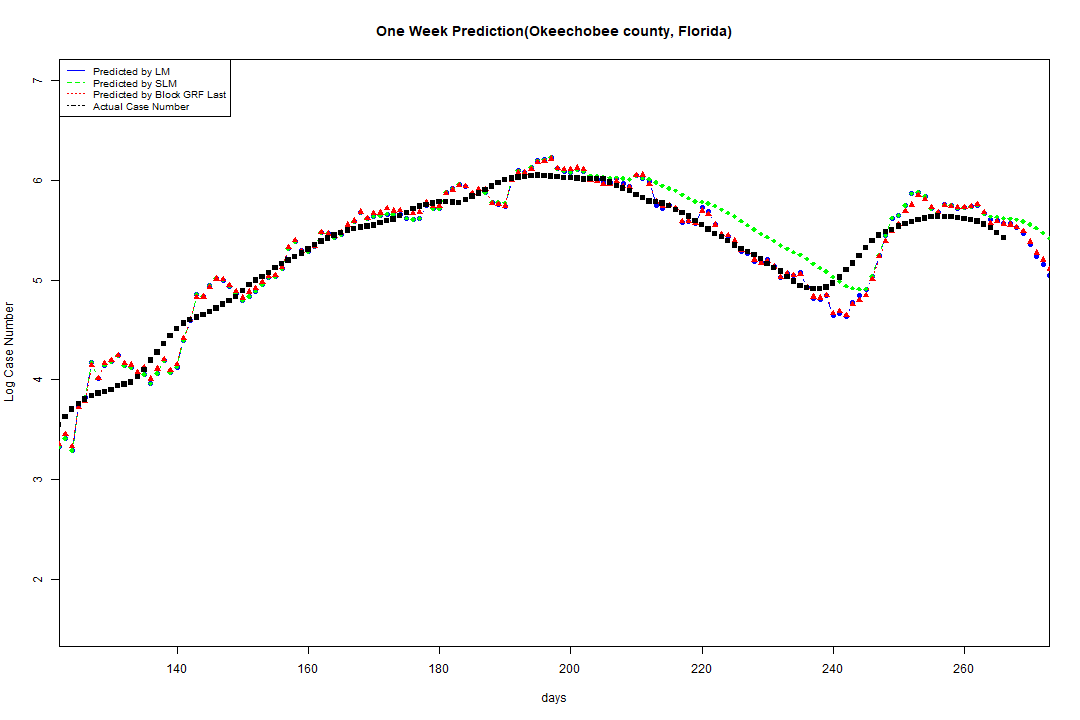 One Week Prediction(Okeechobee county, Florida)
Predicted by LM
Predicted by SLM
Predicted by Block GRF Last
Actual Case Number
7
6
5
4
3
2
Log Case Number
140 160 180 200 220 240 260
days